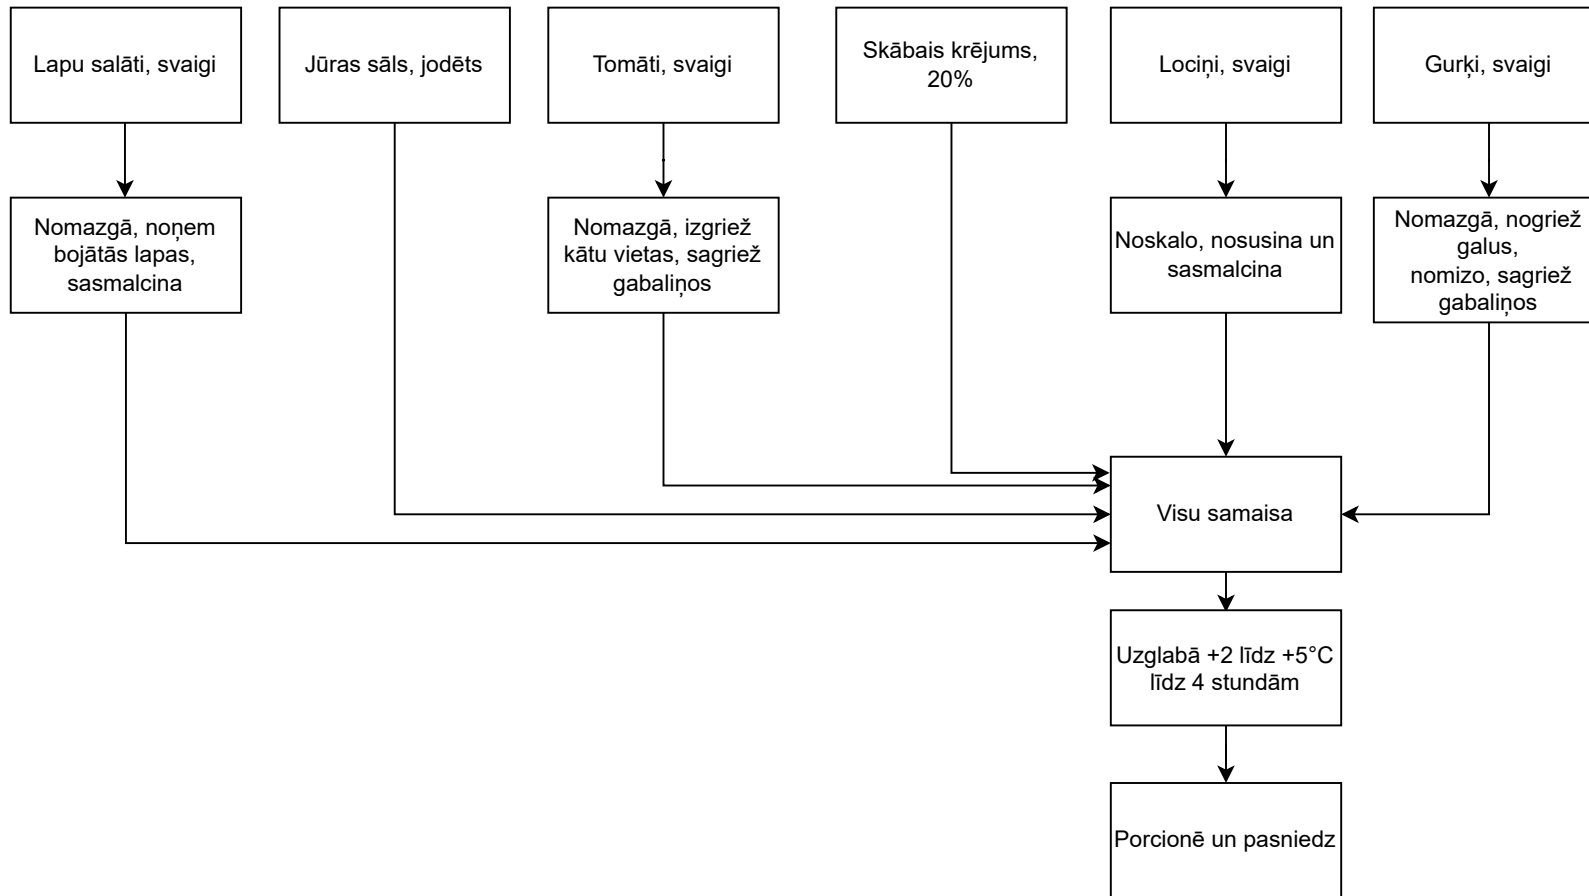 Lapu salāti, svaigi
Jūras sāls, jodēts
Tomāti, svaigi
Skābais krējums,
20%
Lociņi, svaigi
Gurķi, svaigi
Nomazgā, noņem
bojātās lapas,
sasmalcina
Nomazgā, izgriež
kātu vietas, sagriež
gabaliņos
Noskalo, nosusina un
sasmalcina
Nomazgā, nogriež
galus,
nomizo, sagriež
gabaliņos
Visu samaisa
Uzglabā +2 līdz +5°C
līdz 4 stundām
Porcionē un pasniedz